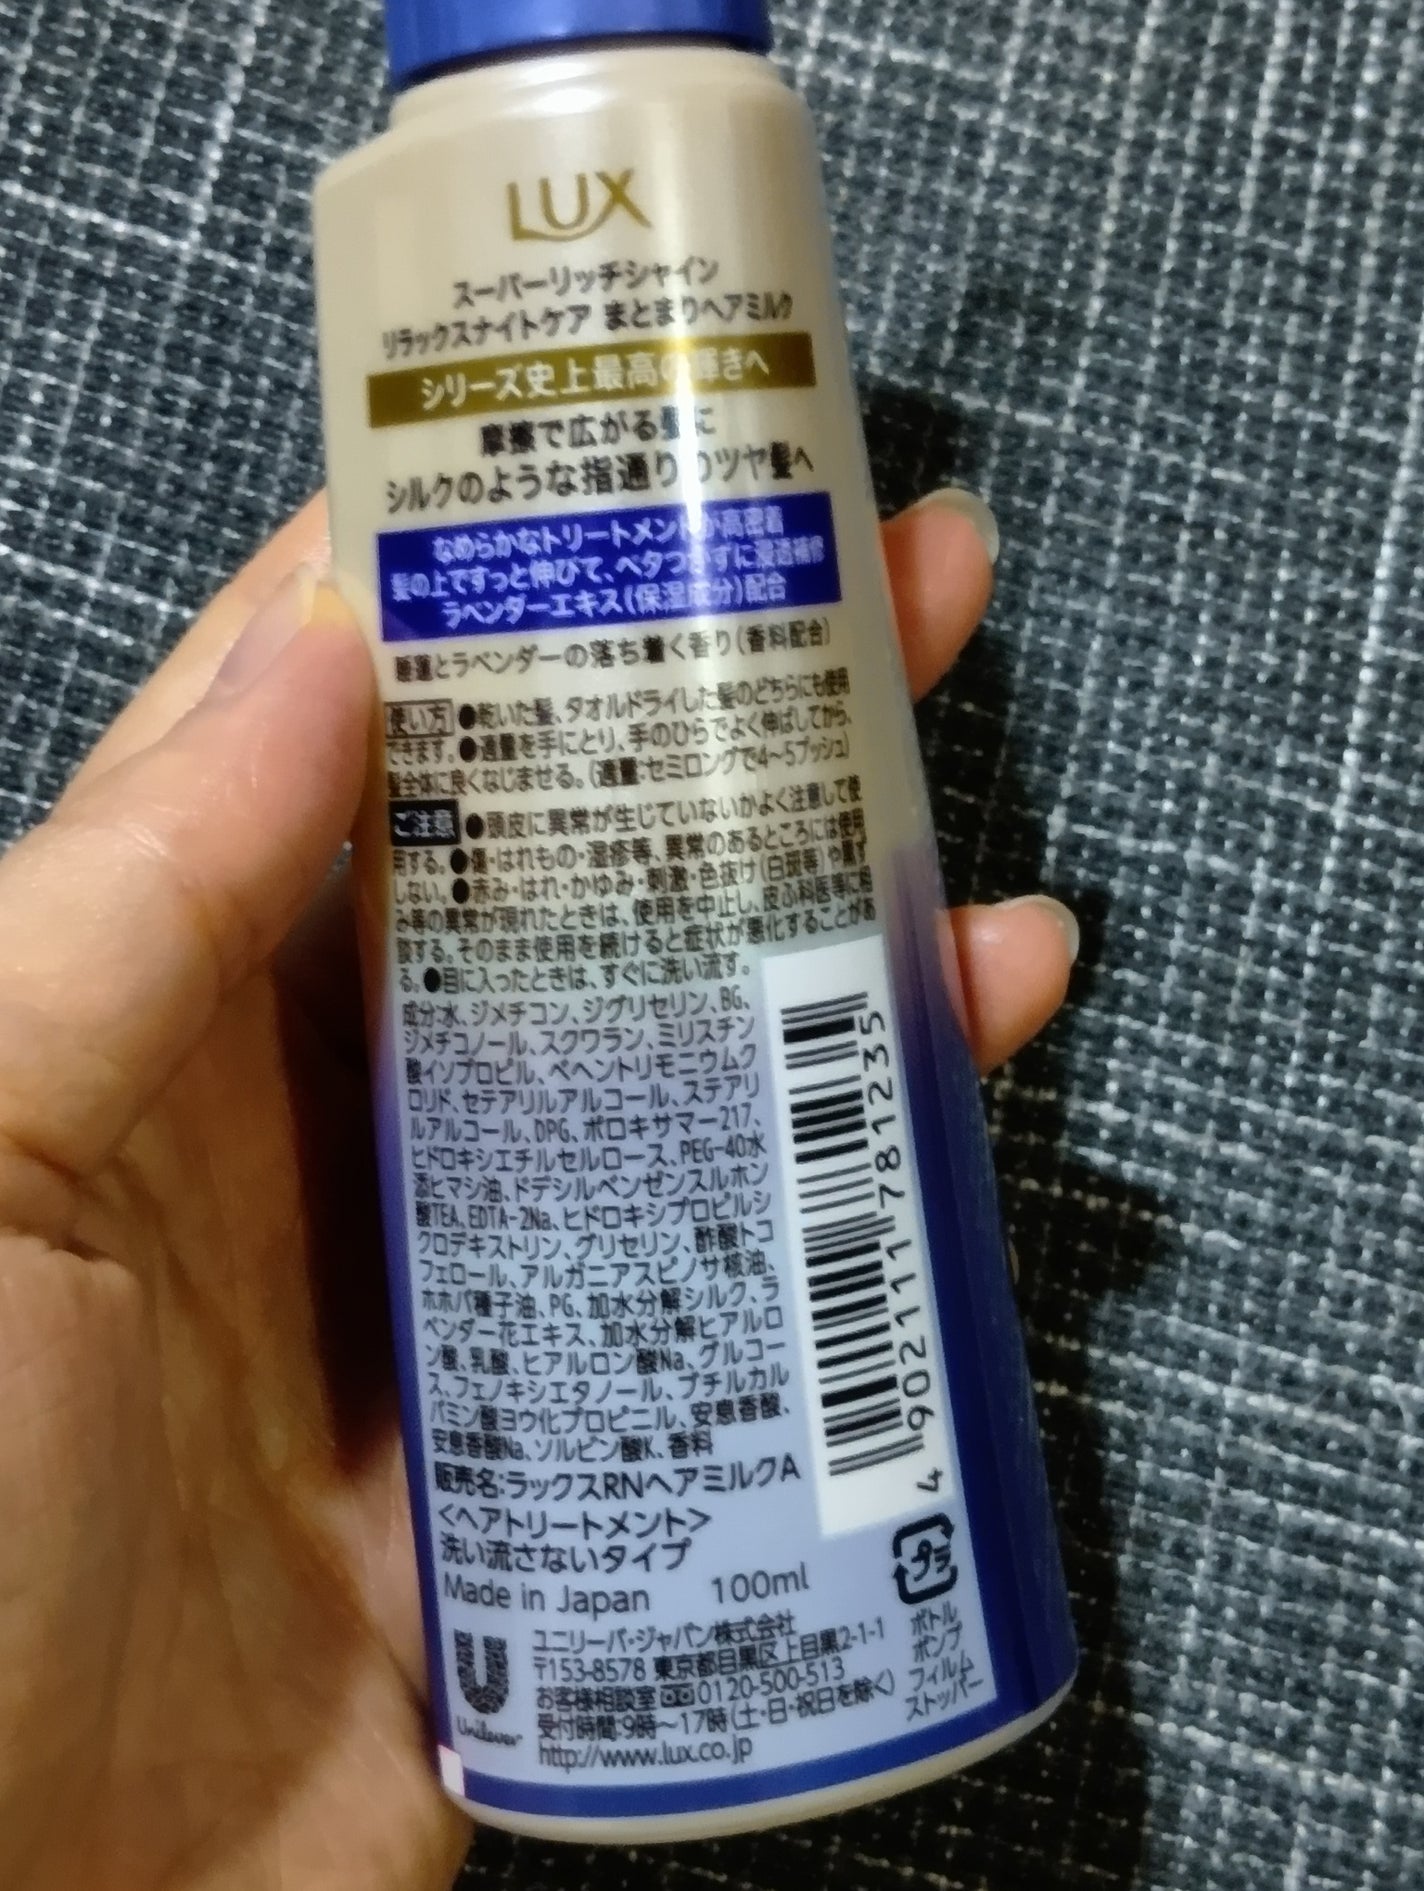 LUX
スーパーリッチシャイン
リラックスナイトケア まとまりヘアミルク
シリーズ史上最高の輝きへ
摩擦で広がる髪に
シルクのような指通りのツヤ髪へ
なめらかなトリートメントが高密着
髪の上ですっと伸びて、ベタつきずに浸透補修
ラベンダーエキス(保湿成分)配合
睡蓮とラベンダーの落ち着く香り(香料配合)
使い方 ●乾いた髪、タオルドライした髪のどちらにも使用
できます。●適量を手にとり、手のひらでよく伸ばしてから、
髪全体に良くなじませる。(適量:セミロングで4~5プッシュ)
ご注意 ●頭皮に異常が生じていないかよく注意して使
用する。●傷・はれもの・湿疹等、異常のあるところには使用
しない。●赤み・はれ・かゆみ・刺激・色抜け(白斑等)や黒ず
み等の異常が現れたときは、使用を中止し、皮ふ科医等に相
談する。そのまま使用を続けると症状が悪化することがあ
る。●目に入ったときは、すぐに洗い流す。
成分:水、ジメチコン、ジグリセリン、BG、
ジメチコノール、スクワラン、ミリスチン
酸イソプロピル、ベヘントリモニウムク
ロリド、セテアリルアルコール、ステアリ
ルアルコール、DPG、ポロキサマー217、
ヒドロキシエチルセルロース、PEG-40水
添ヒマシ油、ドデシルベンゼンスルホン
酸TEA、EDTA-2Na、ヒドロキシプロピルシ
クロデキストリン、グリセリン、酢酸トコ
フェロール、アルガニアスピノサ核油、
ホホバ種子油、PG、加水分解シルク、ラ
ベンダー花エキス、加水分解ヒアルロ
ン酸、乳酸、ヒアルロン酸Na、グルコー
ス、フェノキシエタノール、ブチルカル
バミン酸ヨウ化プロピニル、安息香酸、
安息香酸Na、ソルビン酸K、香料
販売名:ラックスRNヘアミルクA
<ヘアトリートメント>
洗い流さないタイプ
Made in Japan 100ml
4902111781235
プラ
ボトル
ポンプ
フィルム
ストッパー
Unilever
ユニリーバ・ジャパン株式会社
〒153-8578 東京都目黒区上目黒2-1-1
お客様相談室 0120-500-513
受付時間:9時~17時(土・日・祝日を除く)
http://www.lux.co.jp